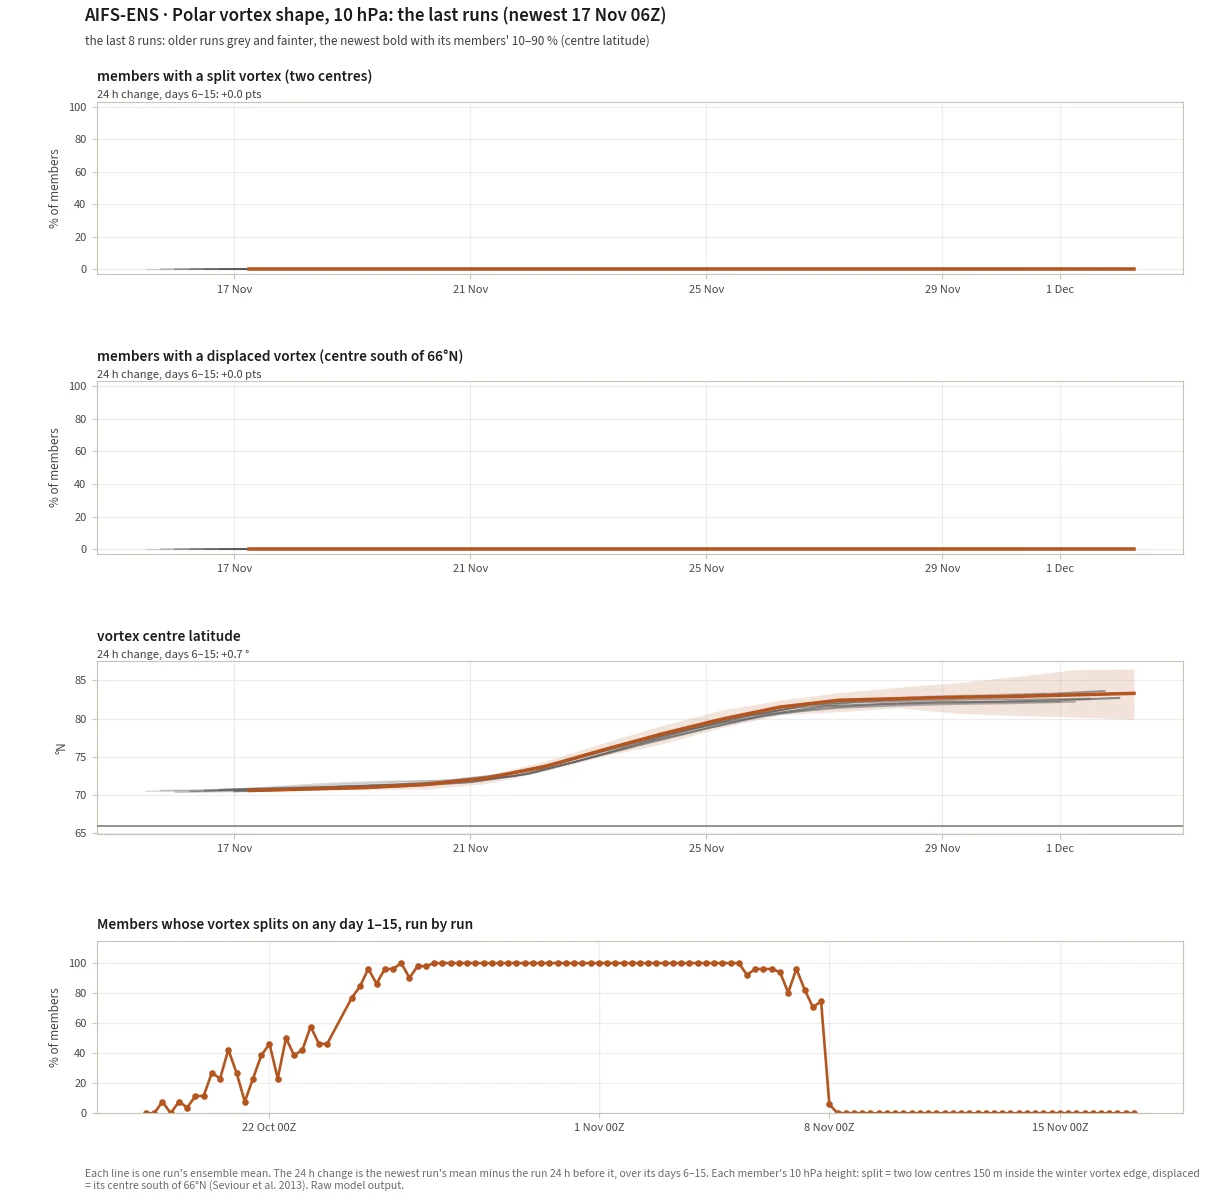 AIFS-ENS · Polar vortex shape, 10 hPa: the last runs (newest 17 Nov 06Z)
the last 8 runs: older runs grey and fainter, the newest bold with its members' 10–90 % (centre latitude)
members with a split vortex (two centres)
24 h change, days 6–15: +0.0 pts
100
80
60
40
20
0
% of members
17 Nov 21 Nov 25 Nov 29 Nov 1 Dec
members with a displaced vortex (centre south of 66°N)
24 h change, days 6–15: +0.0 pts
100
80
60
40
20
0
% of members
17 Nov 21 Nov 25 Nov 29 Nov 1 Dec
vortex centre latitude
24 h change, days 6–15: +0.7 °
85
80
75
70
65
°N
17 Nov 21 Nov 25 Nov 29 Nov 1 Dec
Members whose vortex splits on any day 1–15, run by run
100
80
60
40
20
0
% of members
22 Oct 00Z 1 Nov 00Z 8 Nov 00Z 15 Nov 00Z
Each line is one run's ensemble mean. The 24 h change is the newest run's mean minus the run 24 h before it, over its days 6–15. Each member's 10 hPa height: split = two low centres 150 m inside the winter vortex edge, displaced
= its centre south of 66°N (Seviour et al. 2013). Raw model output.